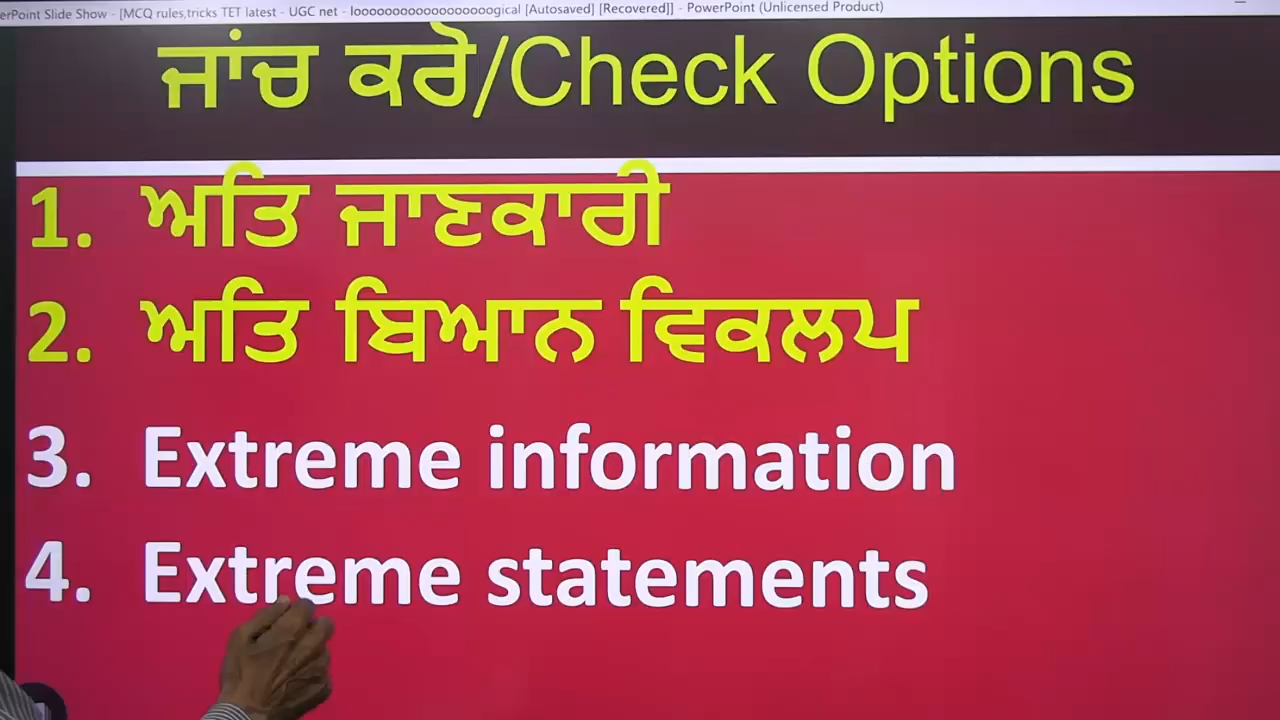 erPoint Slide Show - [MCQ rules,tricks TET latest - UGC net - looooooooooooooooogical [Autosaved] [Recovered]] - PowerPoint (Unlicensed Product)
ਜਾਂਚ ਕਰੋ/Check Options
1. ਅਤਿ ਜਾਣਕਾਰੀ
2. ਅਤਿ ਬਿਆਨ ਵਿਕਲਪ
3. Extreme information
4. Extreme statements